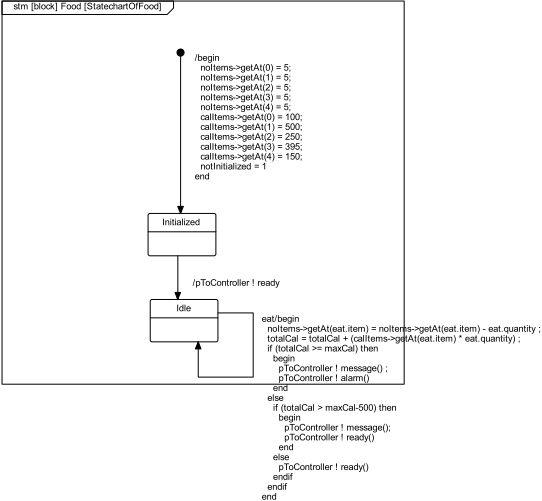 stm [block] Food [StatechartOfFood]
/begin
noItems->getAt(0) = 5;
noItems->getAt(1) = 5;
noItems->getAt(2) = 5;
noItems->getAt(3) = 5;
noItems->getAt(4) = 5;
calItems->getAt(0) = 100;
calItems->getAt(1) = 500;
calItems->getAt(2) = 250;
calItems->getAt(3) = 395;
calItems->getAt(4) = 150;
notInitialized = 1
end
Initialized
/pToController ! ready
Idle
eat/begin
noItems->getAt(eat.item) = noItems->getAt(eat.item) - eat.quantity ;
totalCal = totalCal + (calItems->getAt(eat.item) * eat.quantity) ;
if (totalCal >= maxCal) then
begin
pToController ! message() ;
pToController ! alarm()
end
else
if (totalCal > maxCal-500) then
begin
pToController ! message();
pToController ! ready()
end
else
pToController ! ready()
endif
endif
end